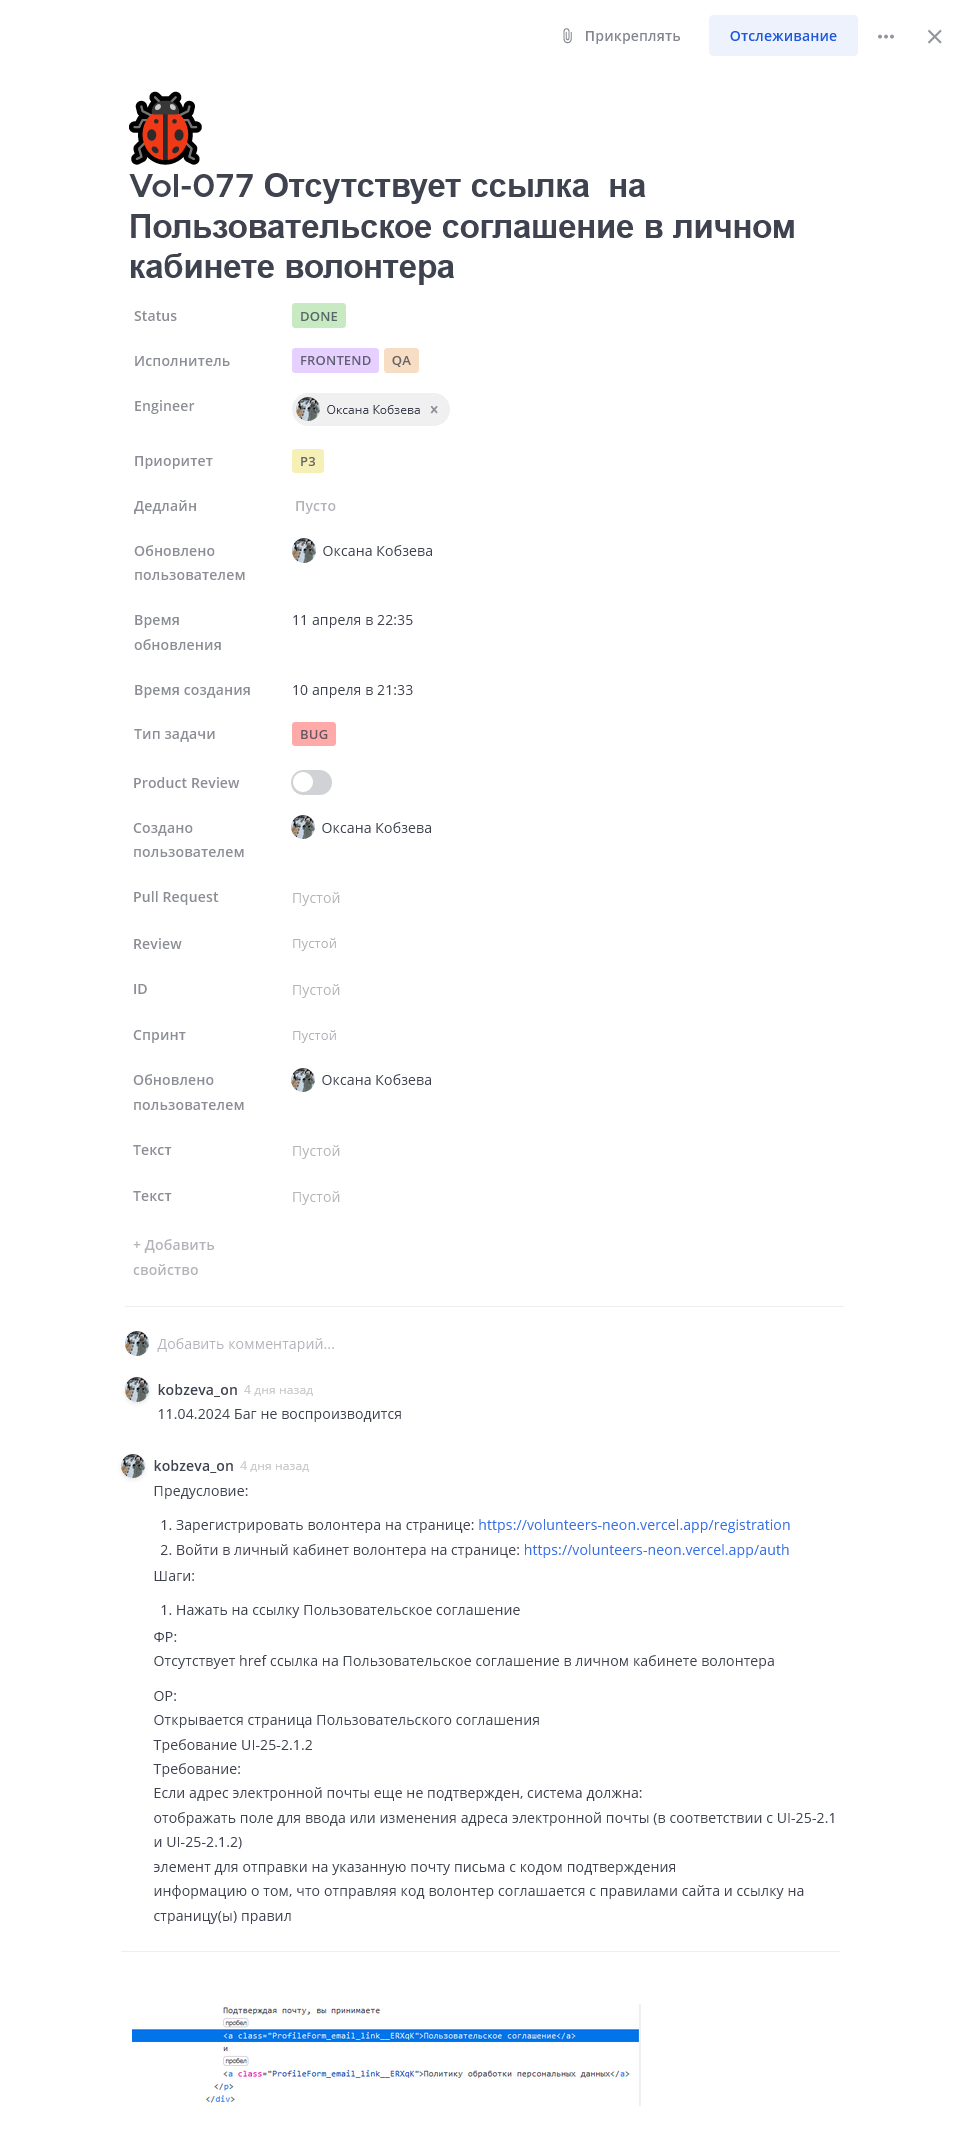 Прикреплять
Отслеживание
Vol-077 Отсутствует ссылка на
Пользовательское соглашение в личном
кабинете волонтера
Status DONE
Исполнитель FRONTEND QA
Engineer Оксана Кобзева ×
Приоритет P3
Дедлайн Пусто
Обновлено Оксана Кобзева
пользователем
Время 11 апреля в 22:35
обновления
Время создания 10 апреля в 21:33
Тип задачи BUG
Product Review
Создано Оксана Кобзева
пользователем
Pull Request Пустой
Review Пустой
ID Пустой
Спринт Пустой
Обновлено Оксана Кобзева
пользователем
Текст Пустой
Текст Пустой
+ Добавить
свойство
Добавить комментарий...
kobzeva_on 4 дня назад
11.04.2024 Баг не воспроизводится
kobzeva_on 4 дня назад
Предусловие:
1. Зарегистрировать волонтера на странице: https://volunteers-neon.vercel.app/registration
2. Войти в личный кабинет волонтера на странице: https://volunteers-neon.vercel.app/auth
Шаги:
1. Нажать на ссылку Пользовательское соглашение
ФР:
Отсутствует href ссылка на Пользовательское соглашение в личном кабинете волонтера
ОР:
Открывается страница Пользовательского соглашения
Требование UI-25-2.1.2
Требование:
Если адрес электронной почты еще не подтвержден, система должна:
отображать поле для ввода или изменения адреса электронной почты (в соответствии с UI-25-2.1
и UI-25-2.1.2)
элемент для отправки на указанную почту письма с кодом подтверждения
информацию о том, что отправляя код волонтер соглашается с правилами сайта и ссылку на
страницу(ы) правил
Подтверждая почту, вы принимаете
пробел
<a class="ProfileForm_email_link__ERXqK">Пользовательское соглашение</a>
и
пробел
<a class="ProfileForm_email_link__ERXqK">Политику обработки персональных данных</a>
</p>
</div>